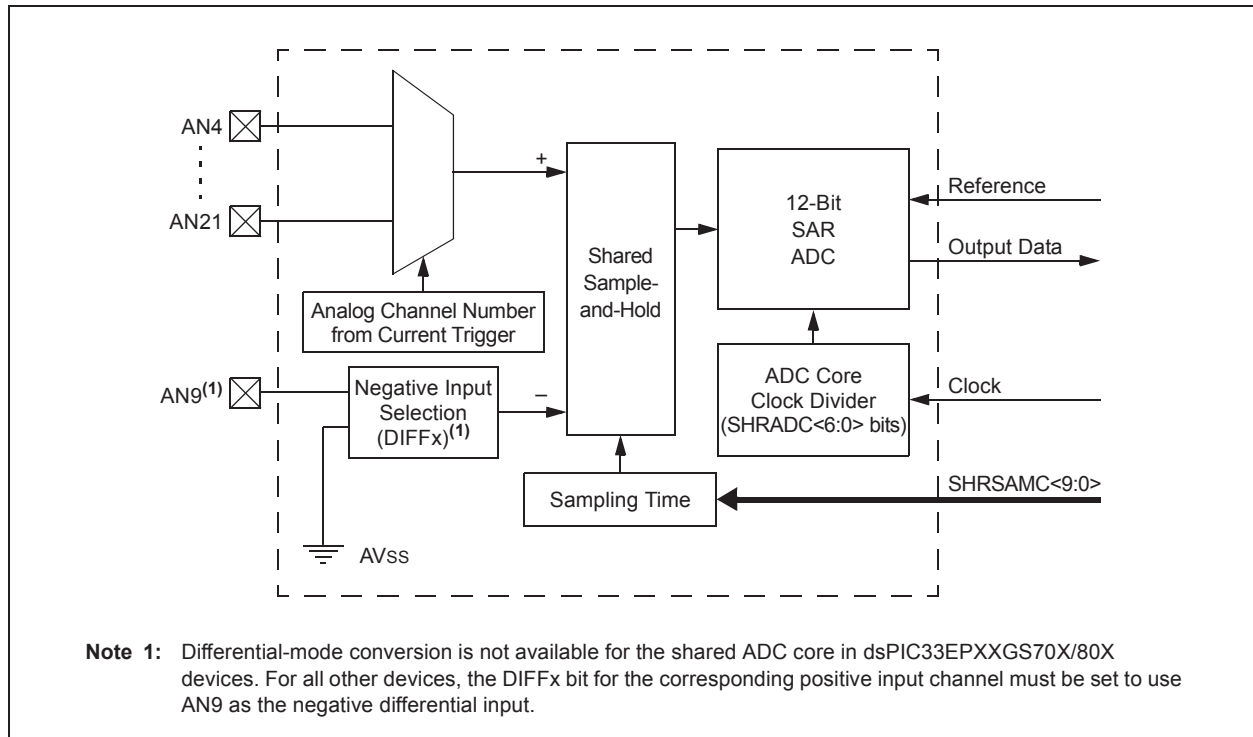 AN4
AN21
AN9(1)
Analog Channel Number
from Current Trigger
Negative Input
Selection
(DIFFx)(1)
AVSS
+
–
Shared
Sample-
and-Hold
Sampling Time
12-Bit
SAR
ADC
ADC Core
Clock Divider
(SHRADC<6:0> bits)
Reference
Output Data
Clock
SHRSAMC<9:0>
Note 1: Differential-mode conversion is not available for the shared ADC core in dsPIC33EPXXGS70X/80X
devices. For all other devices, the DIFFx bit for the corresponding positive input channel must be set to use
AN9 as the negative differential input.